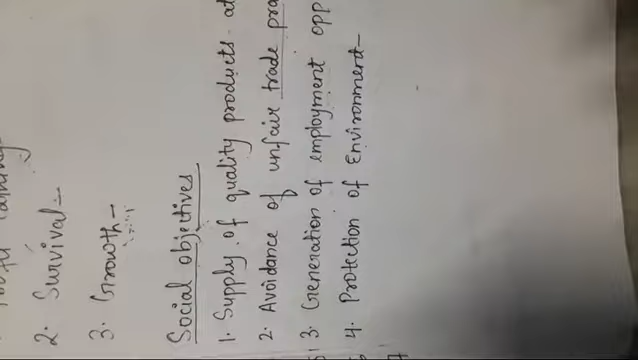 2. Survival
3. Growth
Social objectives
1. Supply of quality products
2. Avoidance of unfair trade
3. Generation of employment
4. Protection of Environment